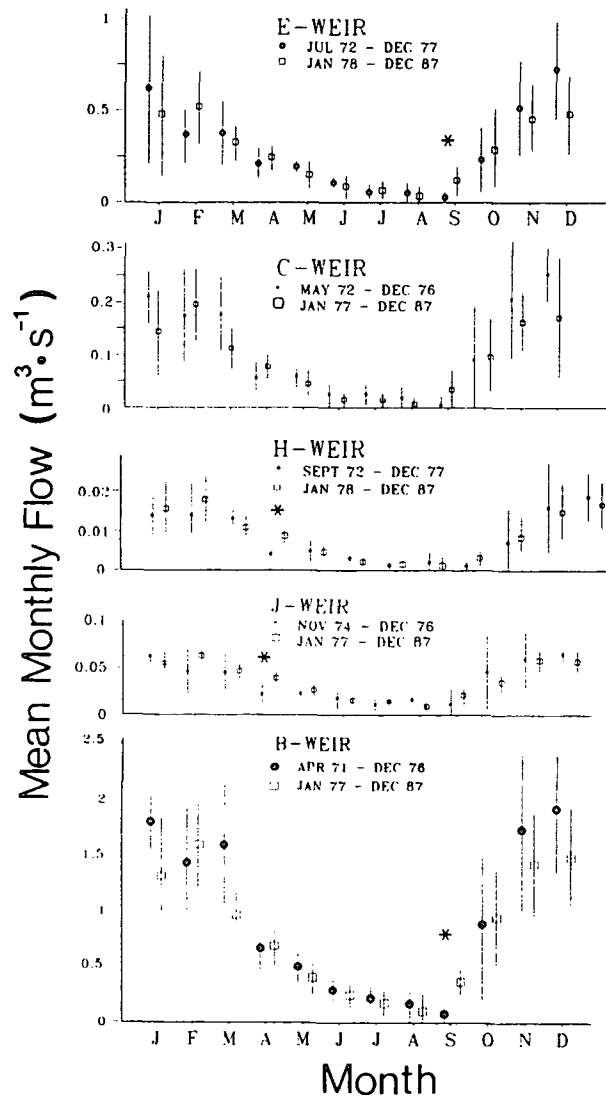 Mean Monthly Flow (m³•s⁻¹)
E-WEIR
JUL 72 - DEC 77
JAN 78 - DEC 87
1
0.5
0
*
J F M A M J J A S O N D
C-WEIR
MAY 72 - DEC 76
JAN 77 - DEC 87
0.3
0.2
0.1
0
H-WEIR
SEPT 72 - DEC 77
JAN 78 - DEC 87
*
0.02
0.01
0
J-WEIR
NOV 74 - DEC 76
JAN 77 - DEC 87
*
0.1
0.05
0
B-WEIR
APR 71 - DEC 76
JAN 77 - DEC 87
2.5
2
1.5
1
0.5
0
*
J F M A M J J A S O N D
Month